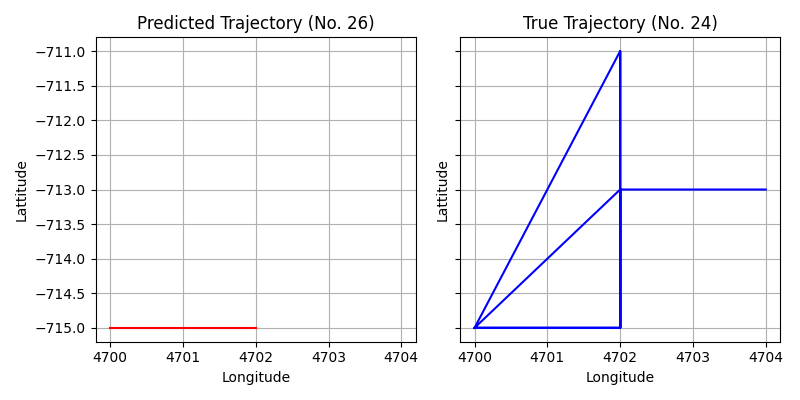 Predicted Trajectory (No. 26)
True Trajectory (No. 24)
Lattitude
−711.0
−711.5
−712.0
−712.5
−713.0
−713.5
−714.0
−714.5
−715.0
4700 4701 4702 4703 4704
Longitude
Lattitude
4700 4701 4702 4703 4704
Longitude